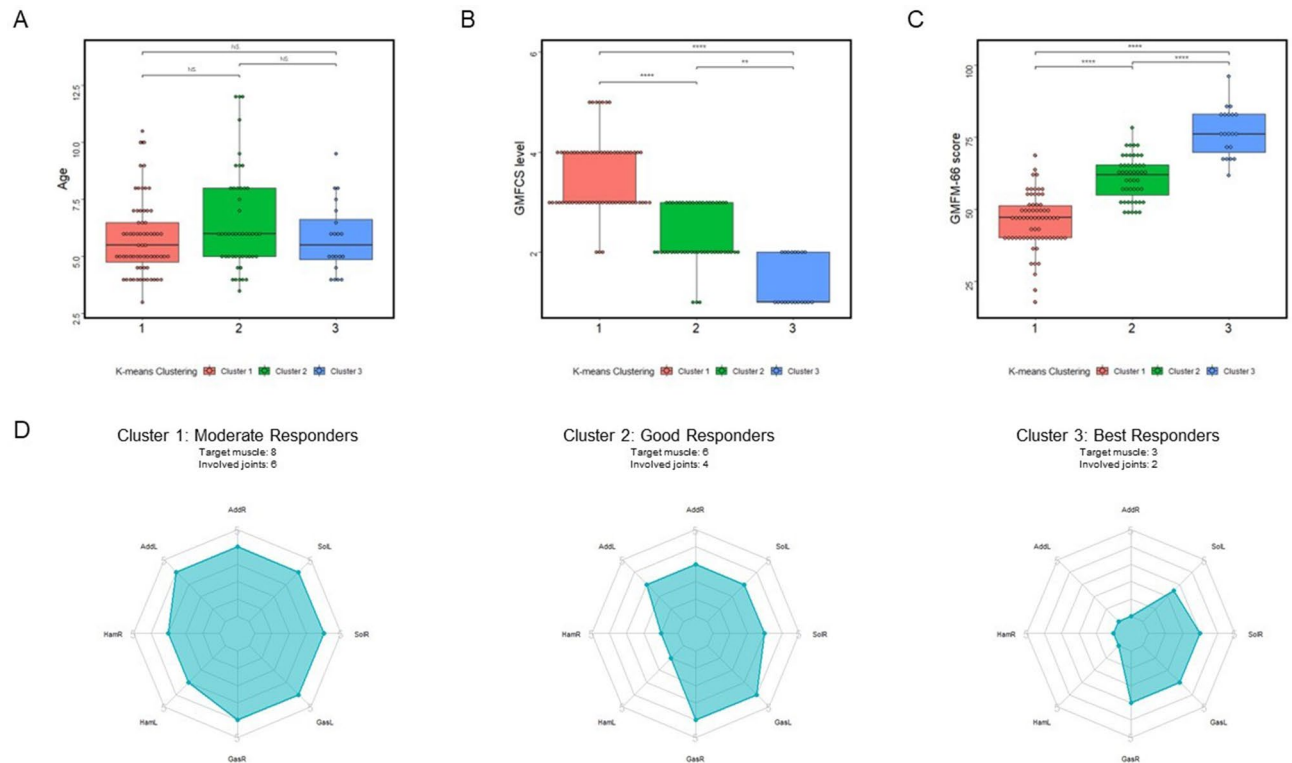 A
B
C
NS.
NS.
NS.
Age
12.5
10.0
7.5
5.0
2.5
1 2 3
K-means Clustering Cluster 1 Cluster 2 Cluster 3
****
****
**
GMFCS level
6
4
2
1 2 3
K-means Clustering Cluster 1 Cluster 2 Cluster 3
****
****
****
GMFM-66 score
100
75
50
25
1 2 3
K-means Clustering Cluster 1 Cluster 2 Cluster 3
D
Cluster 1: Moderate Responders
Target muscle: 8
Involved joints: 6
AddR
AddL
SolL
HamR
SolR
HamL
GasL
GasR
Cluster 2: Good Responders
Target muscle: 6
Involved joints: 4
AddR
AddL
SolL
HamR
SolR
HamL
GasL
GasR
Cluster 3: Best Responders
Target muscle: 3
Involved joints: 2
AddR
AddL
SolL
HamR
SolR
HamL
GasL
GasR